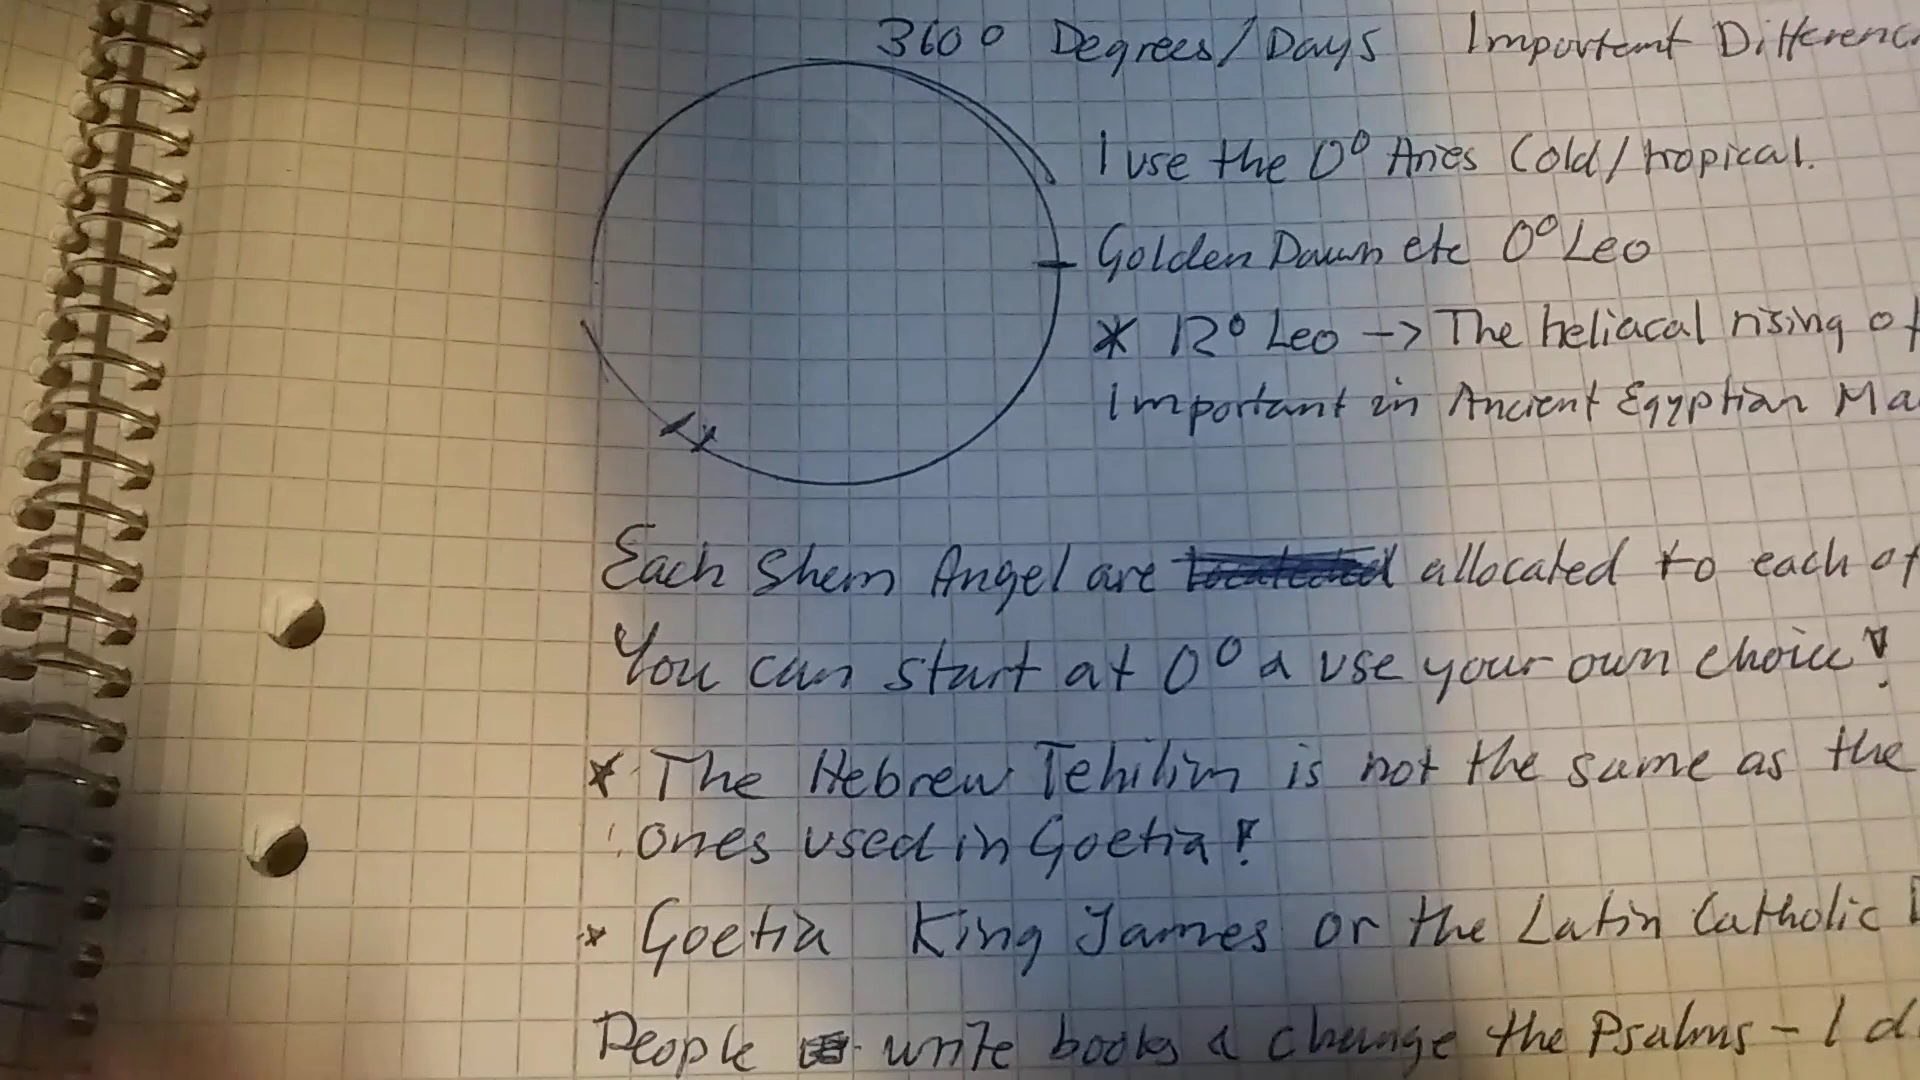 360° Degrees/Days Important Differenc
I use the 0° Aries (old/tropical.
Golden Dawn etc 0° Leo
* 12° Leo -> The heliacal rising of
Important in Ancient Egyptian Ma
Each Shem Angel are allocated to each of
You can start at 0° & use your own choice!
* The Hebrew Tehilim is not the same as the
ones used in Goetia!
* Goetia King James or the Latin Catholic
People write books & change the Psalms - I d